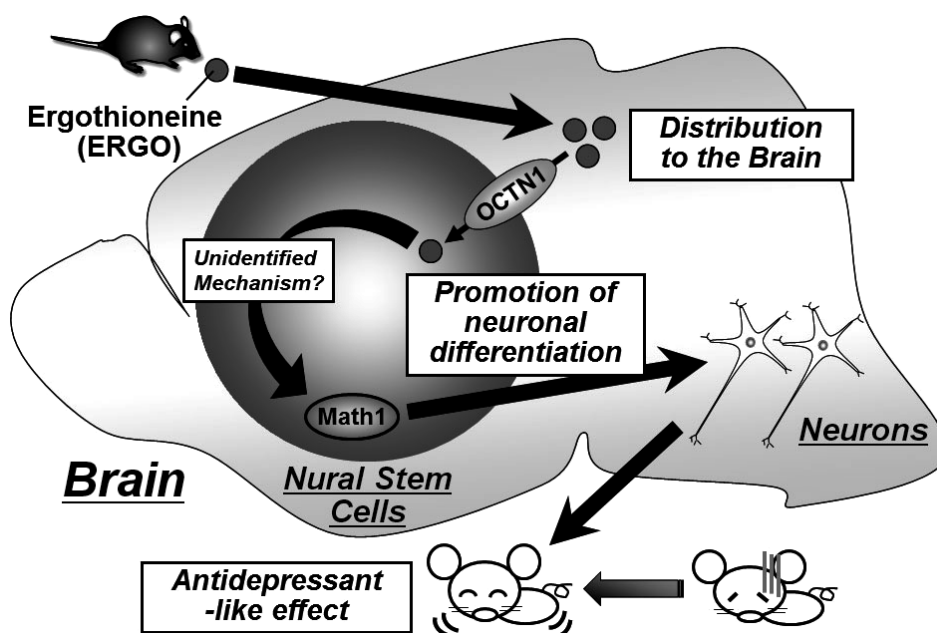 Ergothioneine
(ERGO)
Distribution
to the Brain
OCTN1
Unidentified
Mechanism?
Promotion of
neuronal
differentiation
Math1
Neurons
Brain
Nural Stem
Cells
Antidepressant
-like effect